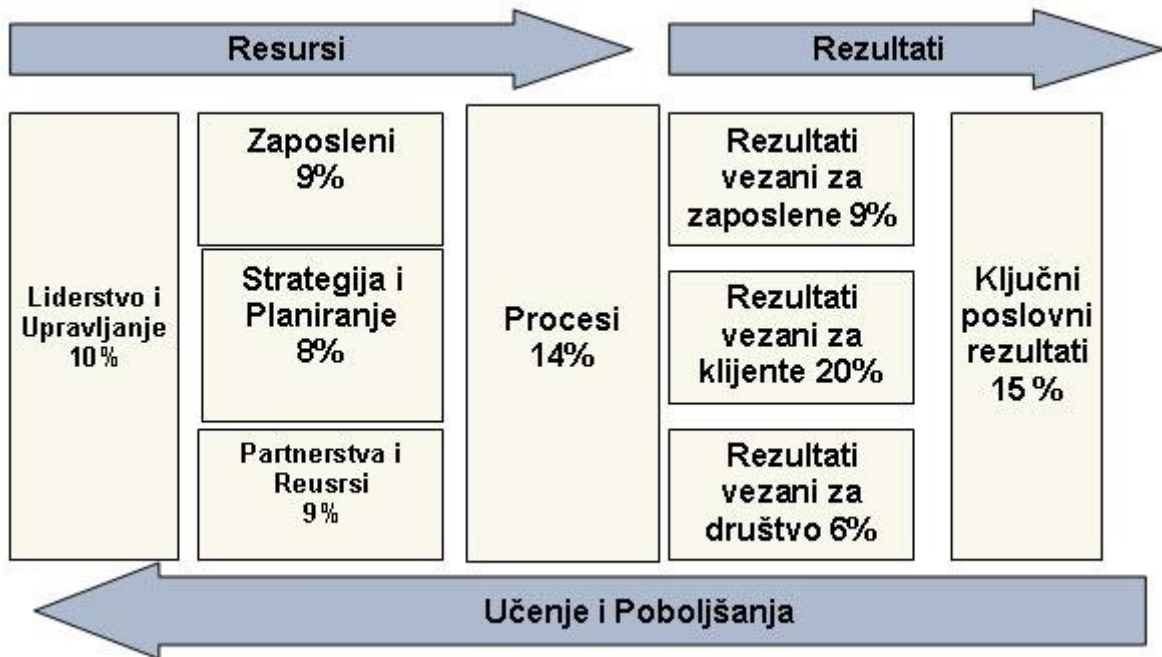 Resursi
Rezultati
Liderstvo i
Upravljanje
10%
Zaposleni
9%
Strategija i
Planiranje
8%
Partnerstva i
Reusrsi
9%
Procesi
14%
Rezultati
vezani za
zaposlene 9%
Rezultati
vezani za
klijente 20%
Rezultati
vezani za
društvo 6%
Ključni
poslovni
rezultati
15 %
Učenje i Poboljšanja